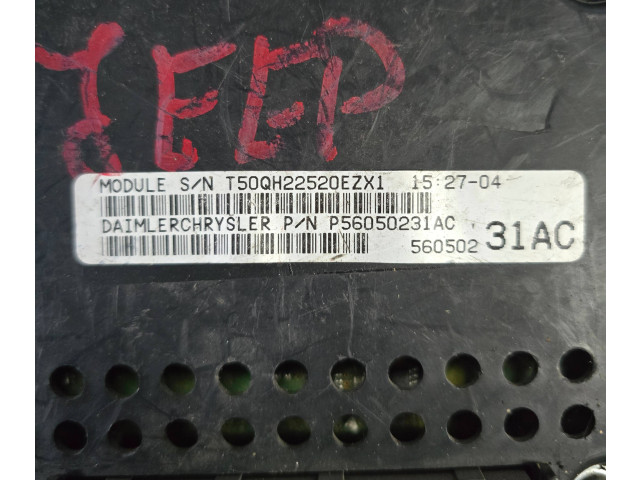 JEEP
MODULE S/N T50QH22520EZX1 15:27-04
DAIMLERCHRYSLER P/N P56050231AC
560502 31AC